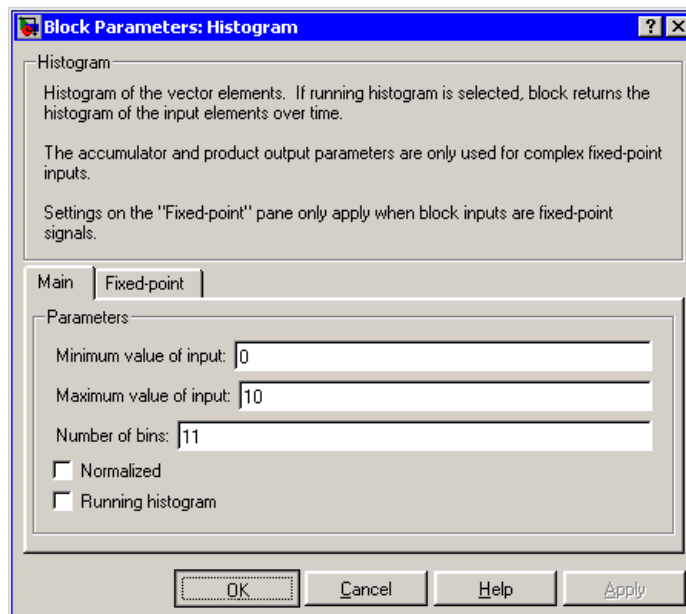 Block Parameters: Histogram
Histogram
Histogram of the vector elements.  If running histogram is selected, block returns the
histogram of the input elements over time.
The accumulator and product output parameters are only used for complex fixed-point
inputs.
Settings on the "Fixed-point" pane only apply when block inputs are fixed-point
signals.
Main Fixed-point
Parameters
Minimum value of input: 0
Maximum value of input: 10
Number of bins: 11
Normalized
Running histogram
OK Cancel Help Apply